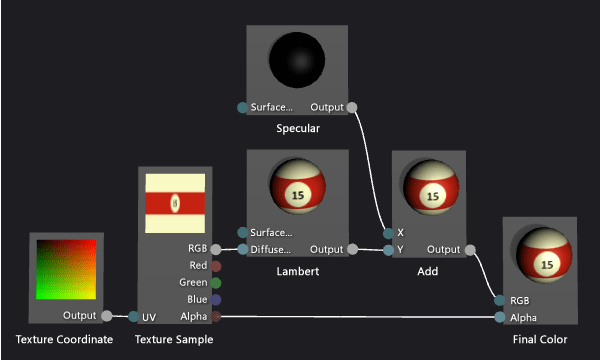 Surface... Output
Specular
15
Surface...
Diffuse... Output
Lambert
15
X
Y Output
Add
RGB
Red
Green
Blue
UV Alpha
Texture Sample
Output
Texture Coordinate
15
RGB
Alpha
Final Color